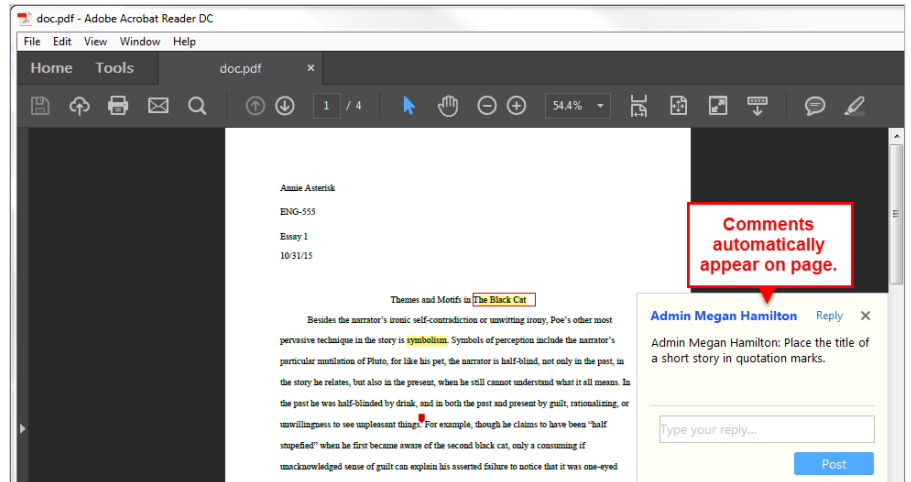 doc.pdf - Adobe Acrobat Reader DC
File Edit View Window Help
Home Tools doc.pdf ×
1 / 4 54.4%
Annie Asterisk
ENG-555
Essay 1
10/31/15
Comments
automatically
appear on page.
Themes and Motifs in The Black Cat
Besides the narrator's ironic self-contradiction or unwitting irony, Poe's other most
pervasive technique in the story is symbolism. Symbols of perception include the narrator's
particular mutilation of Pluto, for like his pet, the narrator is half-blind, not only in the past, in
the story he relates, but also in the present, when he still cannot understand what it all means. In
the past he was half-blinded by drink, and in both the past and present by guilt, rationalizing, or
unwillingness to see unpleasant things. For example, though he claims to have been "half
stupefied" when he first became aware of the second black cat, only a consuming if
unacknowledged sense of guilt can explain his asserted failure to notice that it was one-eyed
Admin Megan Hamilton Reply ×
Admin Megan Hamilton: Place the title of
a short story in quotation marks.
Type your reply...
Post